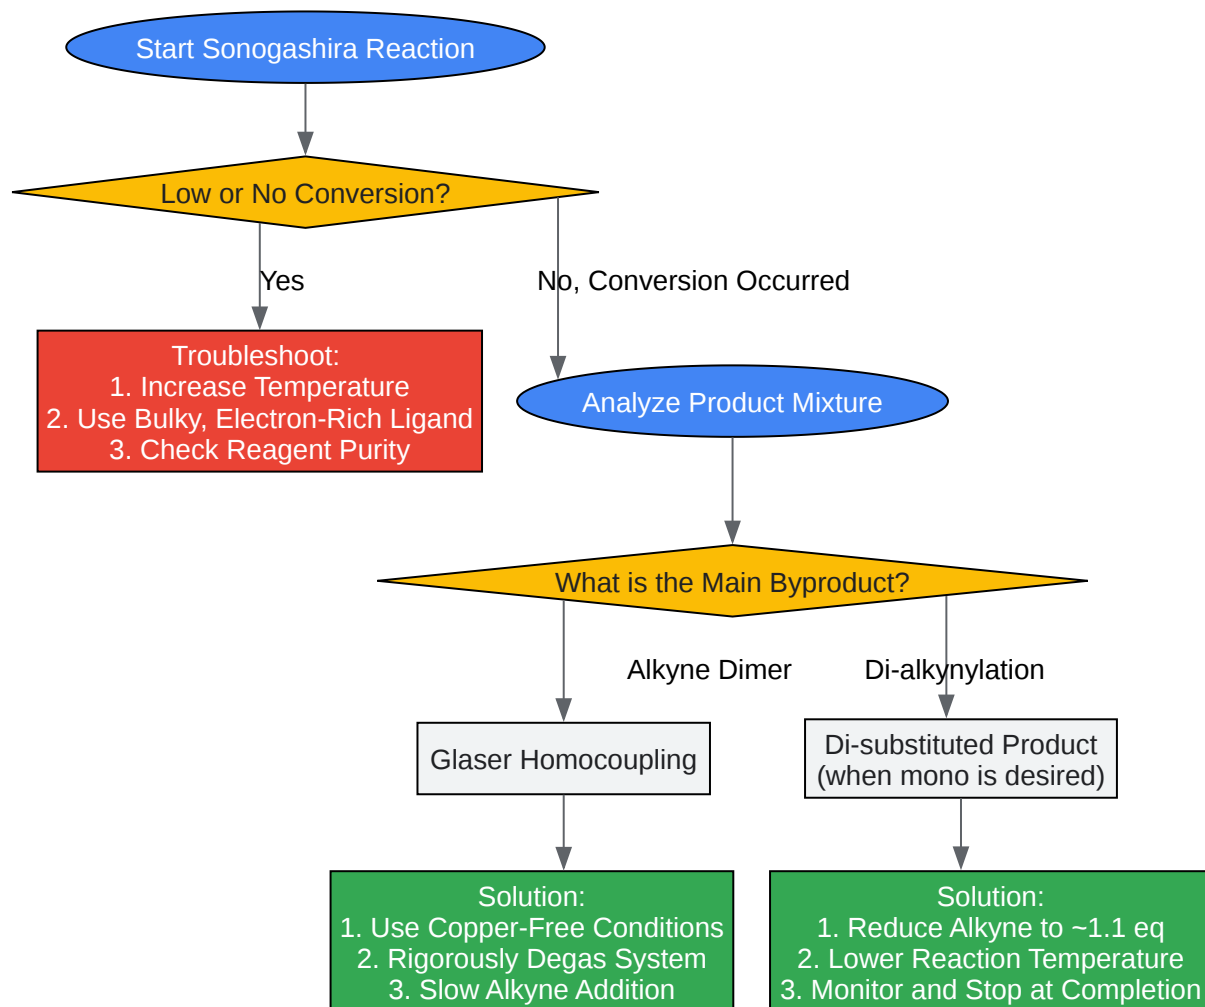 Start Sonogashira Reaction
Low or No Conversion?
Yes
No, Conversion Occurred
Troubleshoot:
1. Increase Temperature
2. Use Bulky, Electron-Rich Ligand
3. Check Reagent Purity
Analyze Product Mixture
What is the Main Byproduct?
Alkyne Dimer
Di-alkynylation
Glaser Homocoupling
Di-substituted Product
(when mono is desired)
Solution:
1. Use Copper-Free Conditions
2. Rigorously Degas System
3. Slow Alkyne Addition
Solution:
1. Reduce Alkyne to ~1.1 eq
2. Lower Reaction Temperature
3. Monitor and Stop at Completion